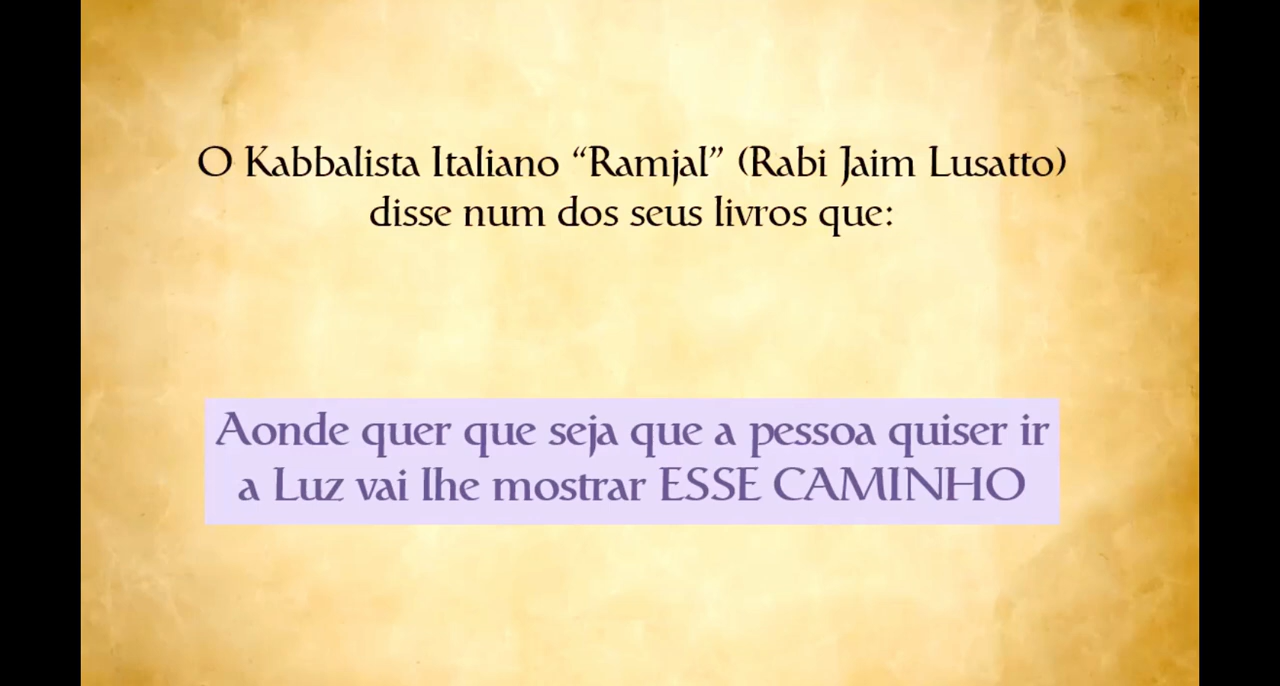 O Kabbalista Italiano “Ramjal” (Rabi Jaim Lusatto)
disse num dos seus livros que:
Aonde quer que seja que a pessoa quiser ir
a Luz vai lhe mostrar ESSE CAMINHO